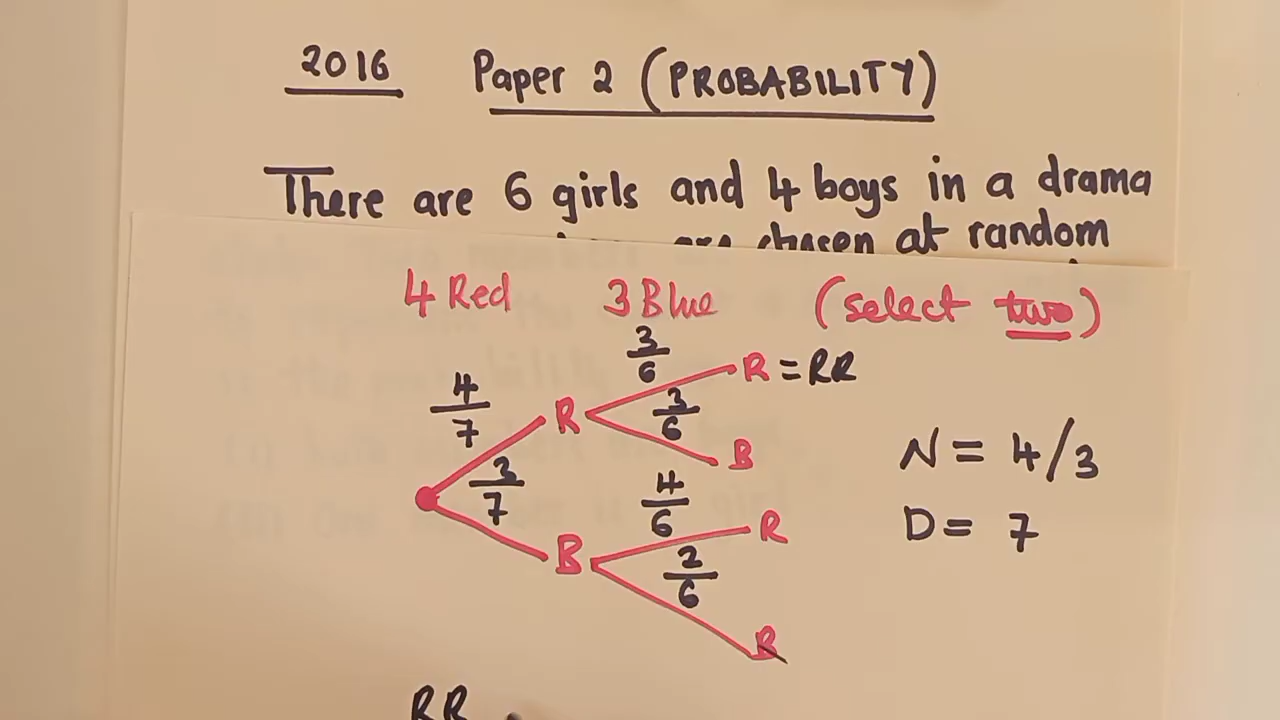 2016 Paper 2 (PROBABILITY)
There are 6 girls and 4 boys in a drama
are chosen at random
4 Red 3 Blue (select two)
3/6
R = RR
4/7
R
3/6
B
N = 4/3
3/7
4/6
R
D = 7
B
2/6
B
RR